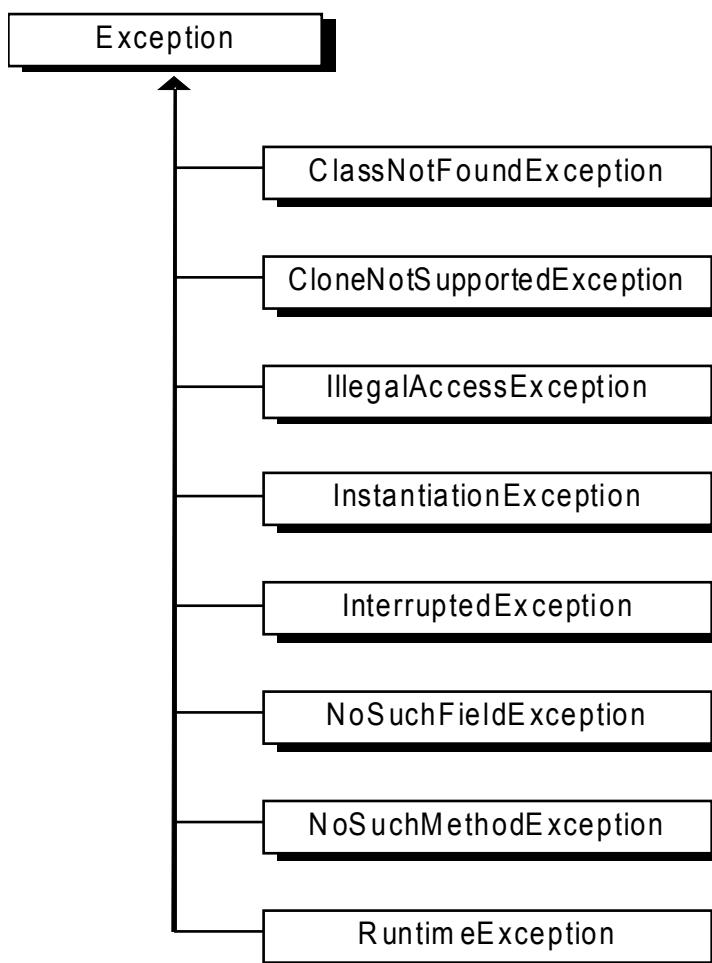 Exception
ClassNotFoundException
CloneNotSupportedException
IllegalAccessException
InstantiationException
InterruptedException
NoSuchFieldException
NoSuchMethodException
RuntimeException